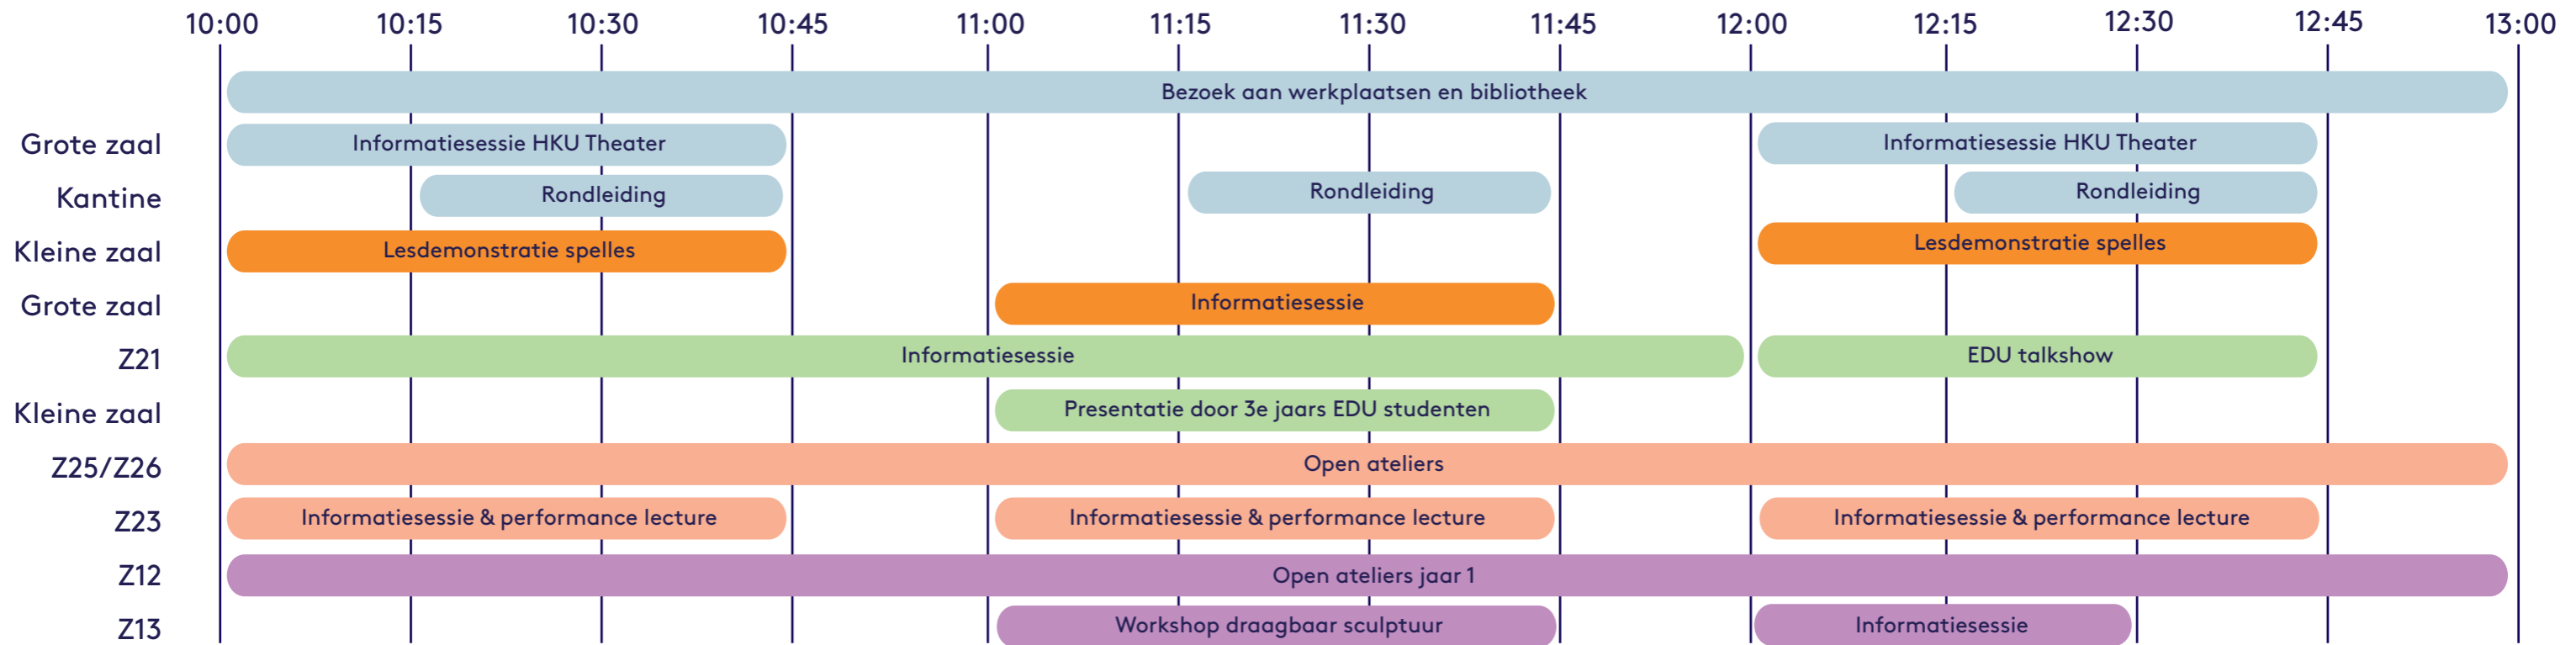 10:00 10:15 10:30 10:45 11:00 11:15 11:30 11:45 12:00 12:15 12:30 12:45 13:00
Bezoek aan werkplaatsen en bibliotheek
Grote zaal Informatiesessie HKU Theater Informatiesessie HKU Theater
Kantine Rondleiding Rondleiding Rondleiding
Kleine zaal Lesdemonstratie spelles Lesdemonstratie spelles
Grote zaal Informatiesessie
Z21 Informatiesessie EDU talkshow
Kleine zaal Presentatie door 3e jaars EDU studenten
Z25/Z26 Open ateliers
Z23 Informatiesessie & performance lecture Informatiesessie & performance lecture Informatiesessie & performance lecture
Z12 Open ateliers jaar 1
Z13 Workshop draagbaar sculptuur Informatiesessie